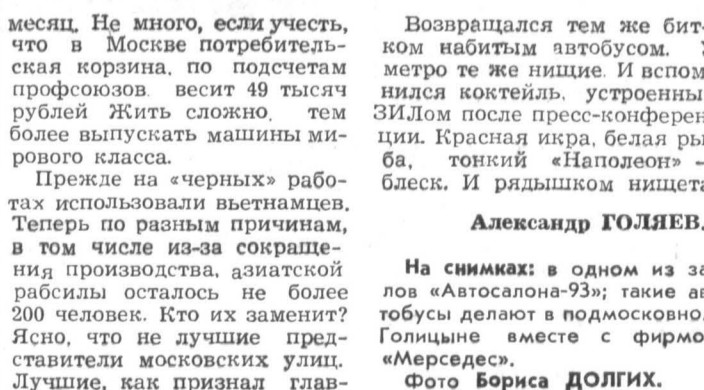 месяц. Не много, если учесть,
что в Москве потребитель-
ская корзина, по подсчетам
профсоюзов весит 49 тысяч
рублей Жить сложно, тем
более выпускать машины ми-
рового класса.
Прежде на «черных» рабо-
тах использовали вьетнамцев.
Теперь по разным причинам,
в том числе из-за сокраще-
ния производства, азиатской
рабсилы осталось не более
200 человек. Кто их заменит?
Ясно, что не лучшие пред-
ставители московских улиц.
Лучшие, как признал глав-
Возвращался тем же бит-
ком набитым автобусом.
метро те же нищие. И вспом
нился коктейль, устроенны
ЗИЛом после пресс-конферен
ции. Красная икра, белая ры
ба, тонкий «Наполеон» –
блеск. И рядышком нищета
Александр ГОЛЯЕВ.
На снимках: в одном из за
лов «Автосалона-93»; такие ав
тобусы делают в подмосковно
Голицыне вместе с фирмо
«Мерседес».
Фото Бориса ДОЛГИХ.